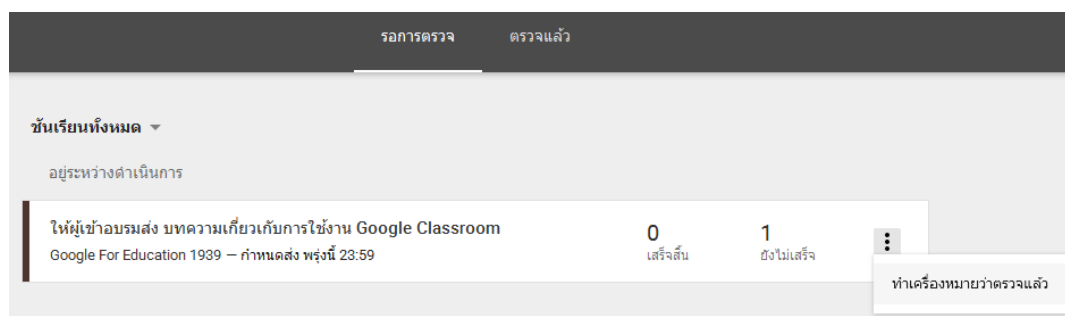 รอการตรวจ ตรวจแล้ว
ชั้นเรียนทั้งหมด
อยู่ระหว่างดำเนินการ
ให้ผู้เข้าอบรมส่ง บทความเกี่ยวกับการใช้งาน Google Classroom
Google For Education 1939 — กำหนดส่ง พรุ่งนี้ 23:59
0 1
เสร็จสิ้น ยังไม่เสร็จ
ทำเครื่องหมายว่าตรวจแล้ว